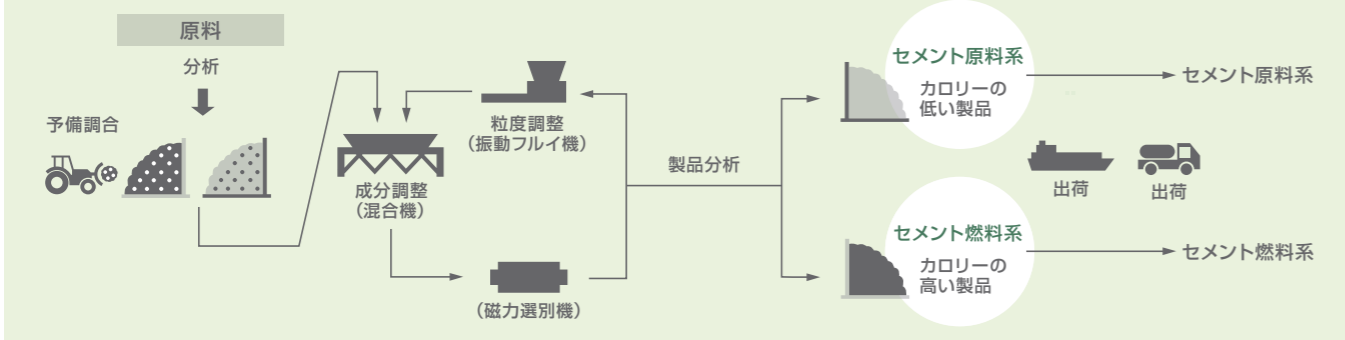 原料
分析
予備調合
成分調整
（混合機）
粒度調整
（振動フルイ機）
（磁力選別機）
製品分析
セメント原料系
カロリーの
低い製品
セメント原料系
出荷
出荷
セメント燃料系
カロリーの
高い製品
セメント燃料系